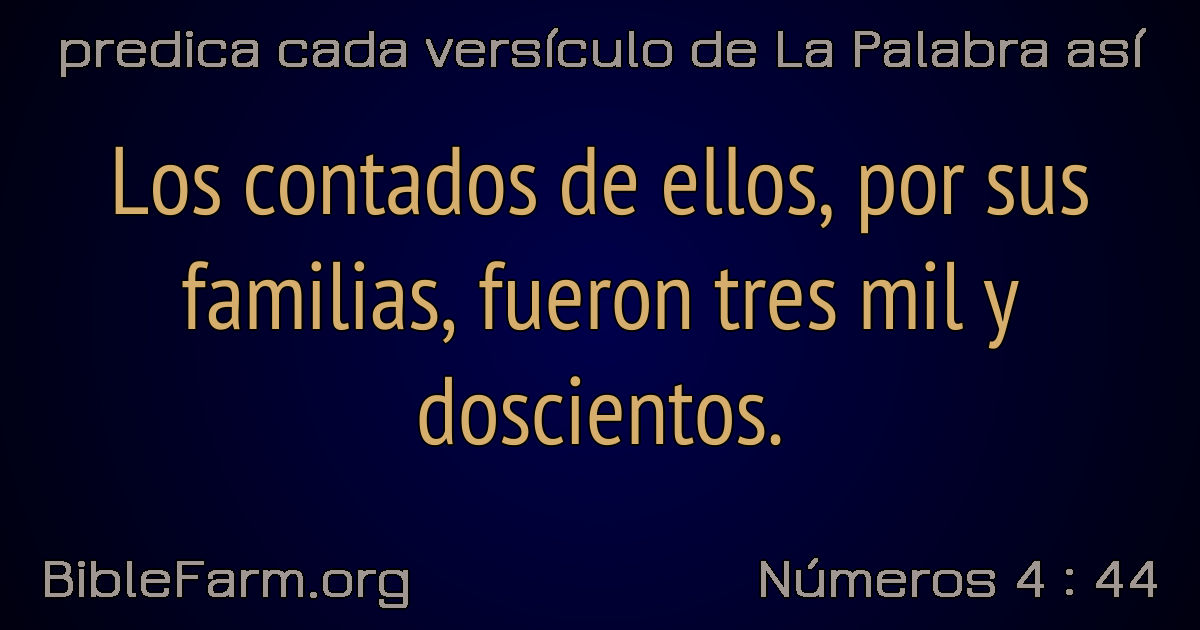 predica cada versículo de La Palabra así
Los contados de ellos, por sus
familias, fueron tres mil y
doscientos.
BibleFarm.org
Números 4 : 44